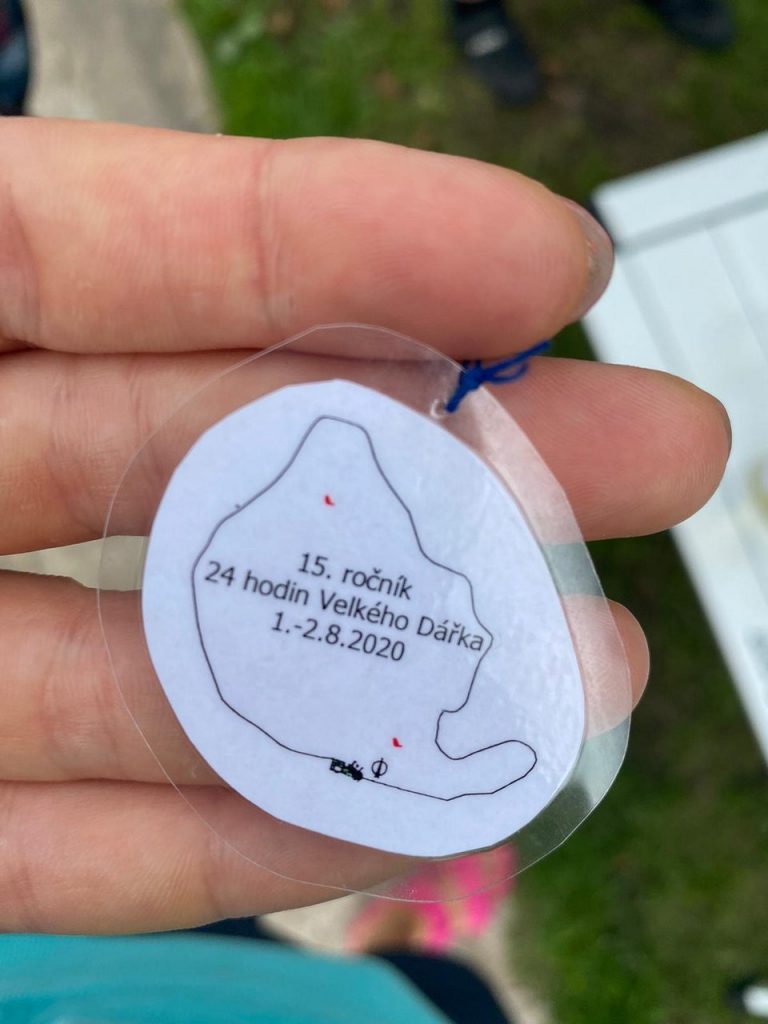 15. ročník
24 hodin Velkého Dářka
1.-2.8.2020